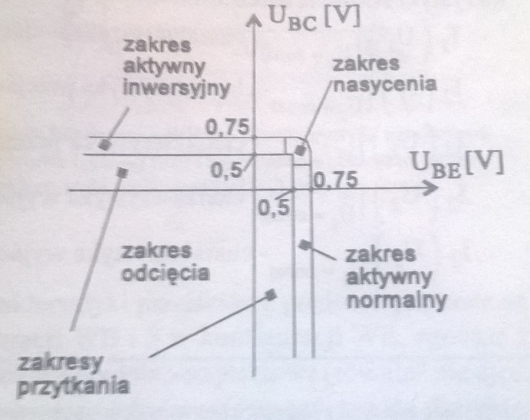 U_BC [V]
zakres
aktywny
inwersyjny
zakres
nasycenia
0,75
0,5
U_BE [V]
0,75
0,5
zakres
odcięcia
zakres
aktywny
normalny
zakresy
przytkania